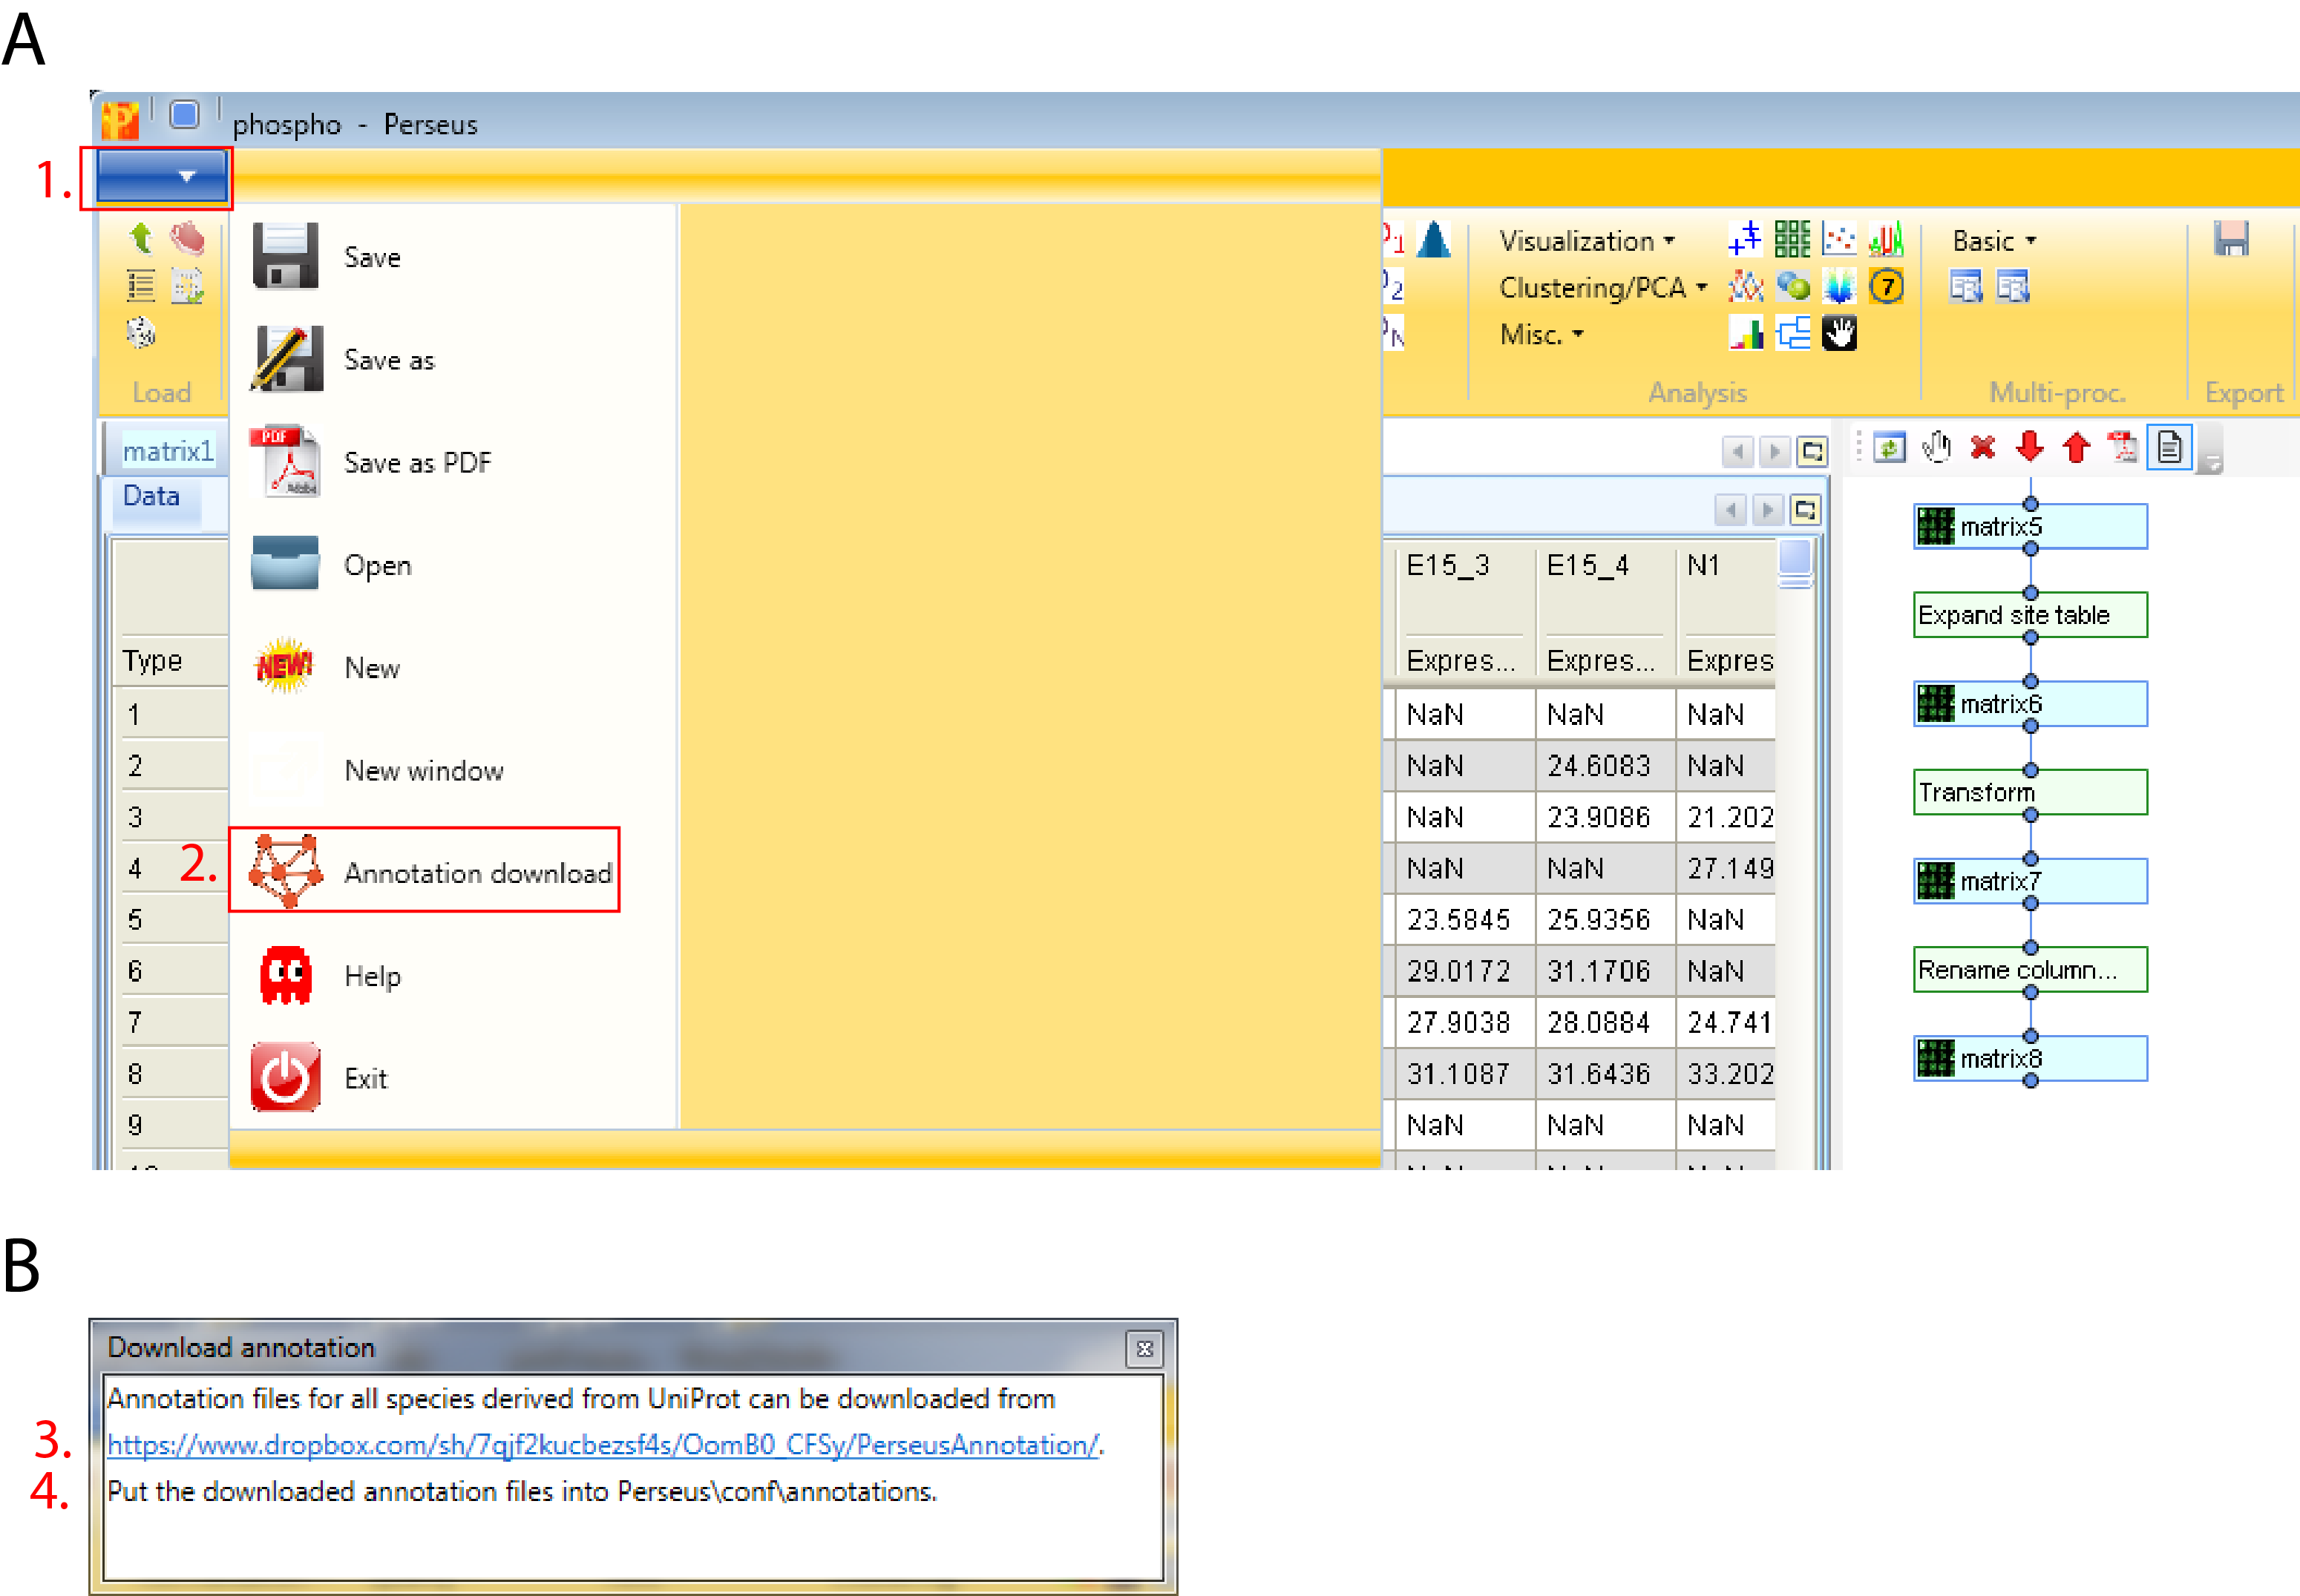 A
phospho - Perseus
1.
Save
Save as
Save as PDF
Open
New
New window
2. Annotation download
Help
Exit
Load
matrix1
Data
Type
1
2
3
4
5
6
7
8
9
Visualization
Clustering/PCA
Misc.
Analysis
Basic
Multi-proc.
Export
E15_3 E15_4 N1
Expres... Expres... Expres
NaN NaN NaN
NaN 24.6083 NaN
NaN 23.9086 21.202
NaN NaN 27.149
23.5845 25.9356 NaN
29.0172 31.1706 NaN
27.9038 28.0884 24.741
31.1087 31.6436 33.202
NaN NaN NaN
matrix5
Expand site table
matrix6
Transform
matrix7
Rename column...
matrix8
B
Download annotation
Annotation files for all species derived from UniProt can be downloaded from
3. https://www.dropbox.com/sh/7qjf2kucbezsf4s/OomB0_CFSy/PerseusAnnotation/.
4. Put the downloaded annotation files into Perseus\conf\annotations.